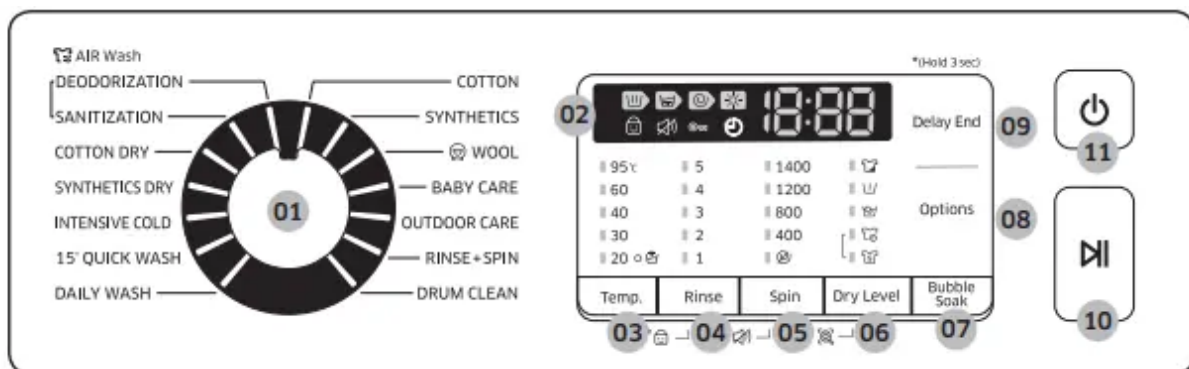 AIR Wash
DEODORIZATION
SANITIZATION
COTTON DRY
SYNTHETICS DRY
INTENSIVE COLD
15' QUICK WASH
DAILY WASH
01
COTTON
SYNTHETICS
WOOL
BABY CARE
OUTDOOR CARE
RINSE+SPIN
DRUM CLEAN
*(Hold 3 sec)
02
18:88
Delay End
09
95℃ 5 1400
60 4 1200
40 3 800
30 2 400
20 1
Options
08
Temp. Rinse Spin Dry Level Bubble Soak
03 04 05 06 07
11
10